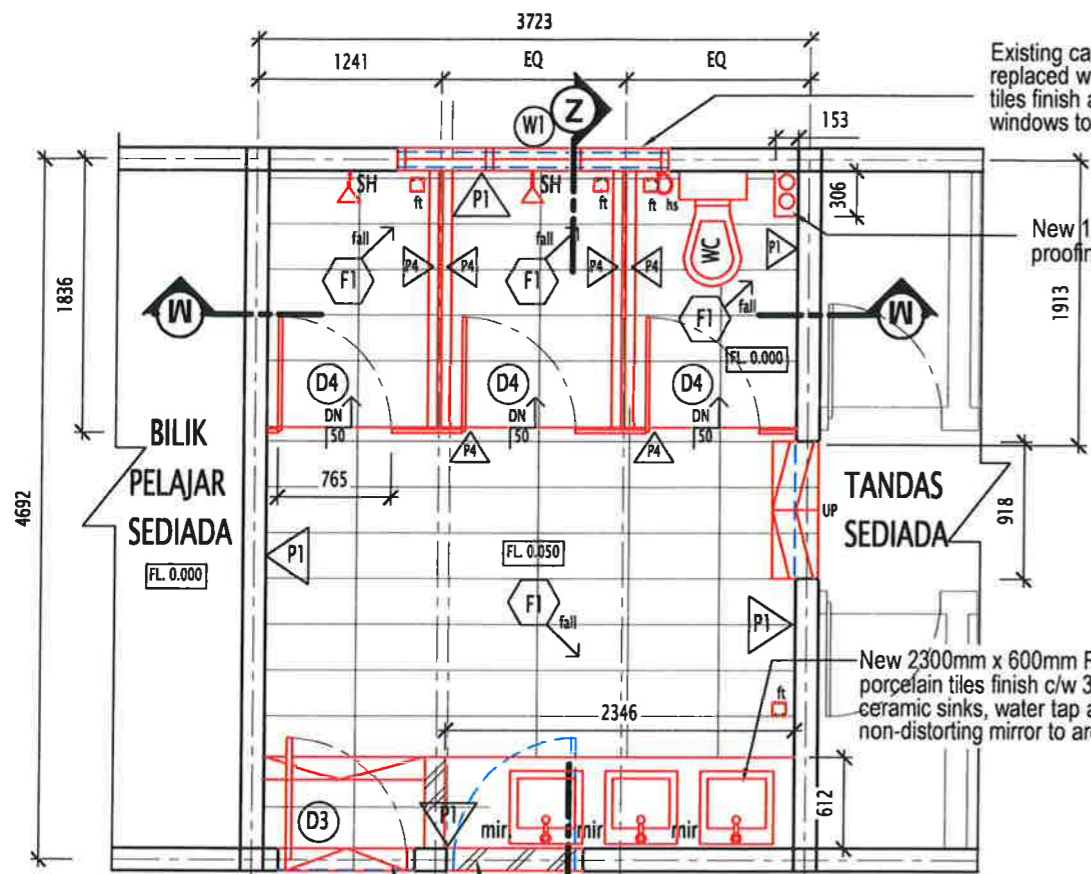 3723
1241
EQ
EQ
Existing ca
replaced w
tiles finish a
windows to
W1
Z
153
SH
ft
P1
SH
ft
ft
hs
WC
306
P1
New 1
proofin
fall
F1
P4
P4
fall
F1
P4
P4
F1
fall
1836
1913
M
M
FL. 0.000
D4
D4
D4
DN
50
DN
50
DN
50
P4
P4
BILIK
PELAJAR
SEDIADA
FL. 0.000
765
4692
918
TANDAS
SEDIADA
UP
P1
FL. 0.050
F1
fall
P1
New 2300mm x 600mm F
porcelain tiles finish c/w 3
ceramic sinks, water tap a
non-distorting mirror to ar
ft
2346
612
D3
P1
mir.
mir
mir